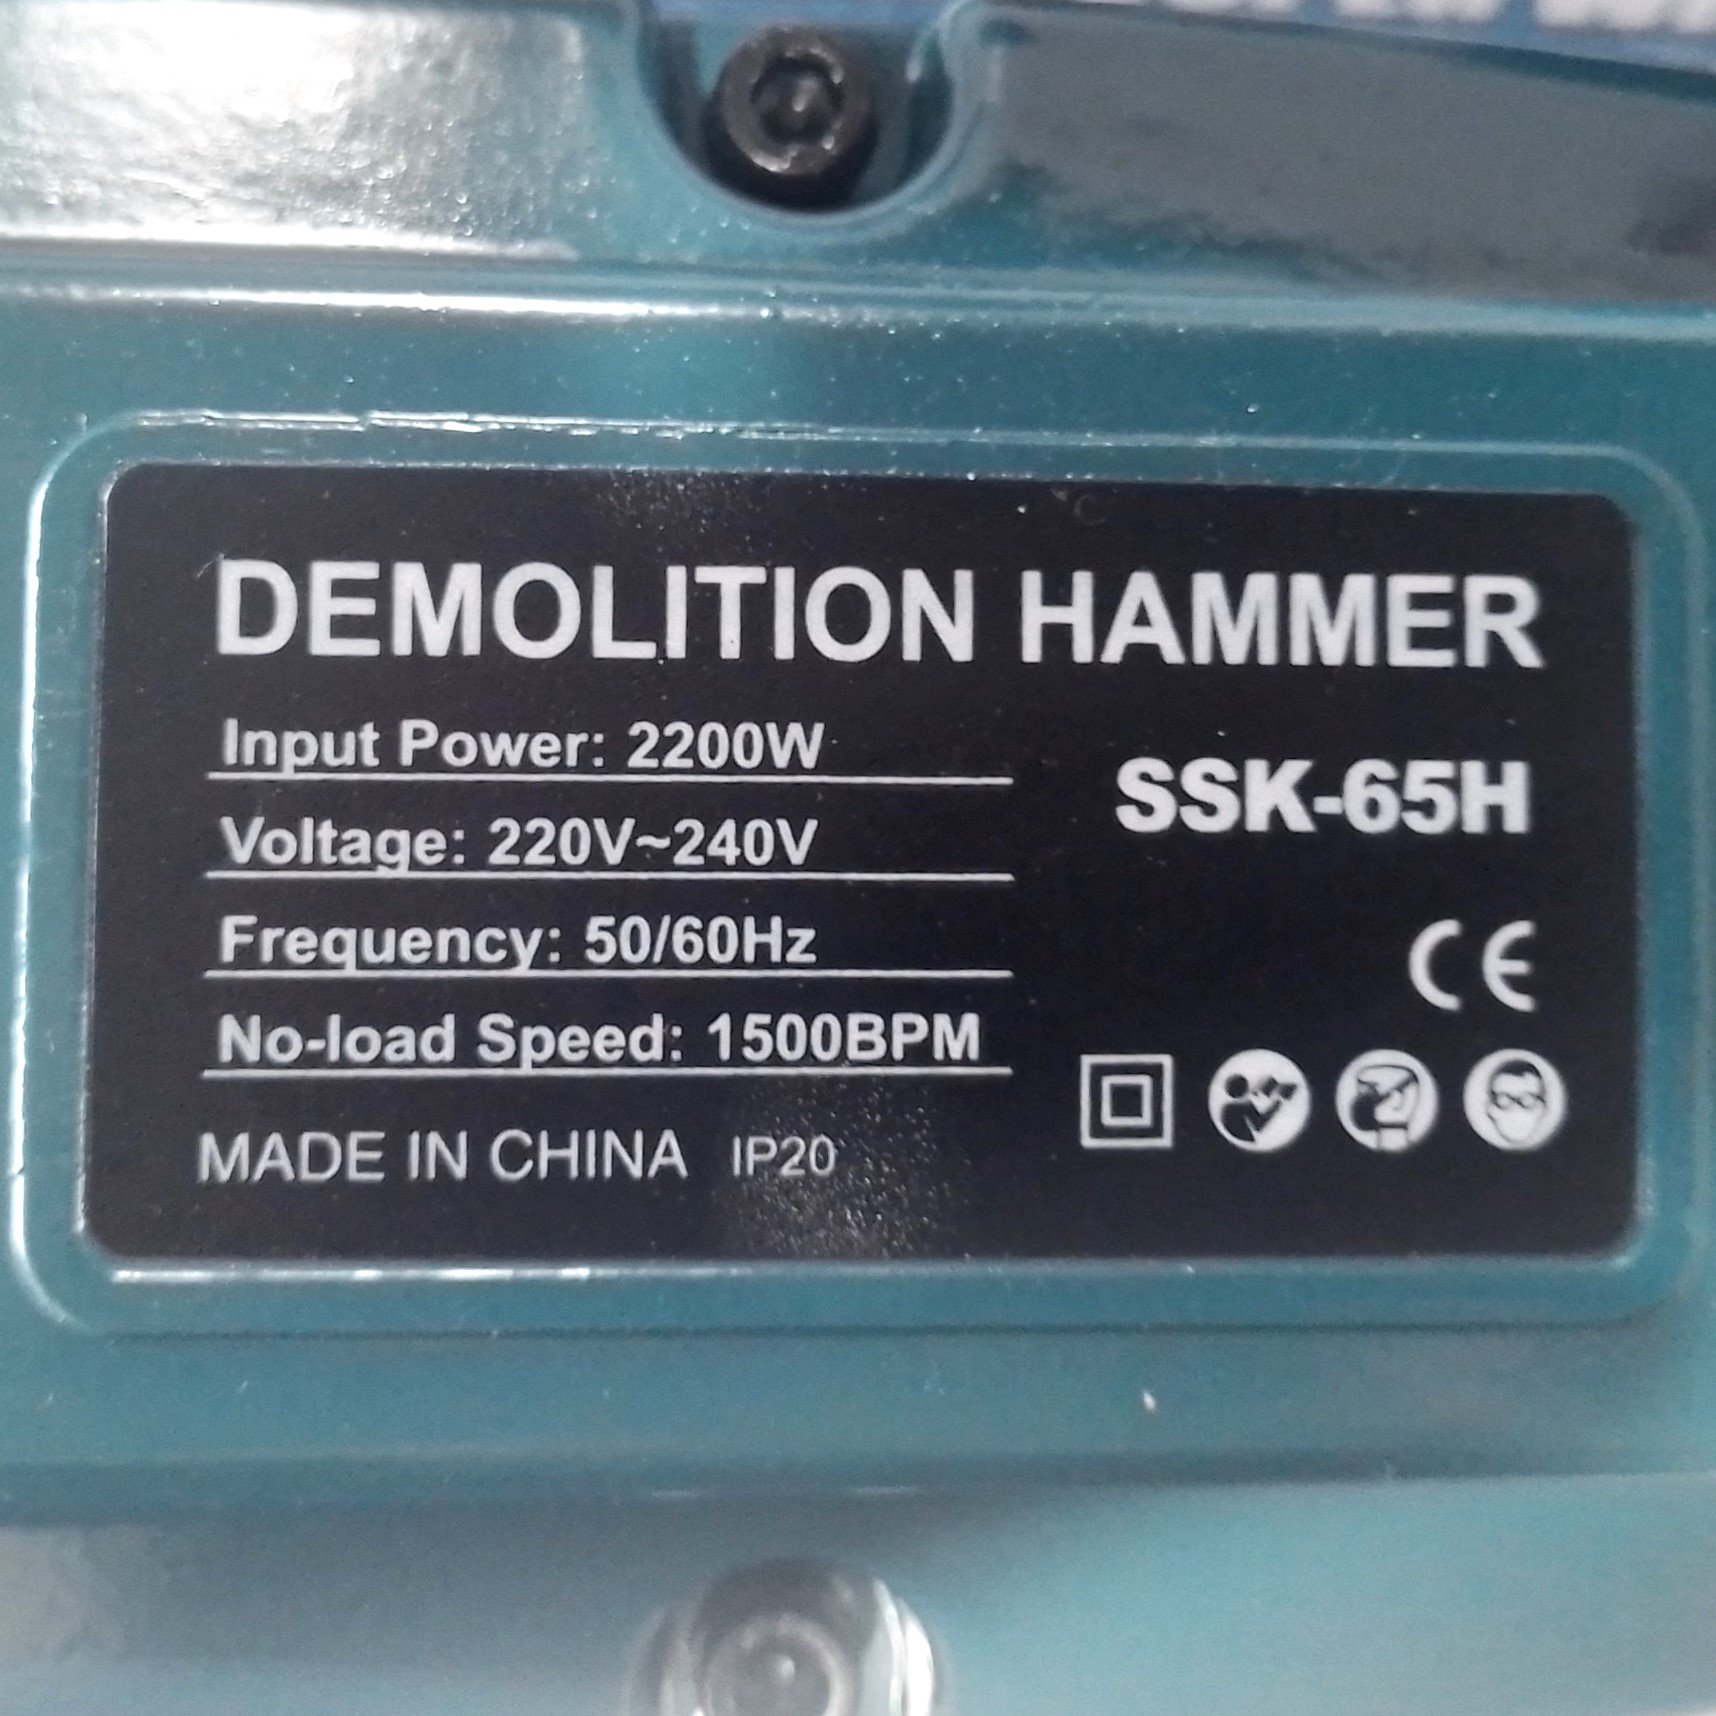 DEMOLITION HAMMER
Input Power: 2200W
Voltage: 220V~240V
Frequency: 50/60Hz
No-load Speed: 1500BPM
MADE IN CHINA IP20
SSK-65H
CE